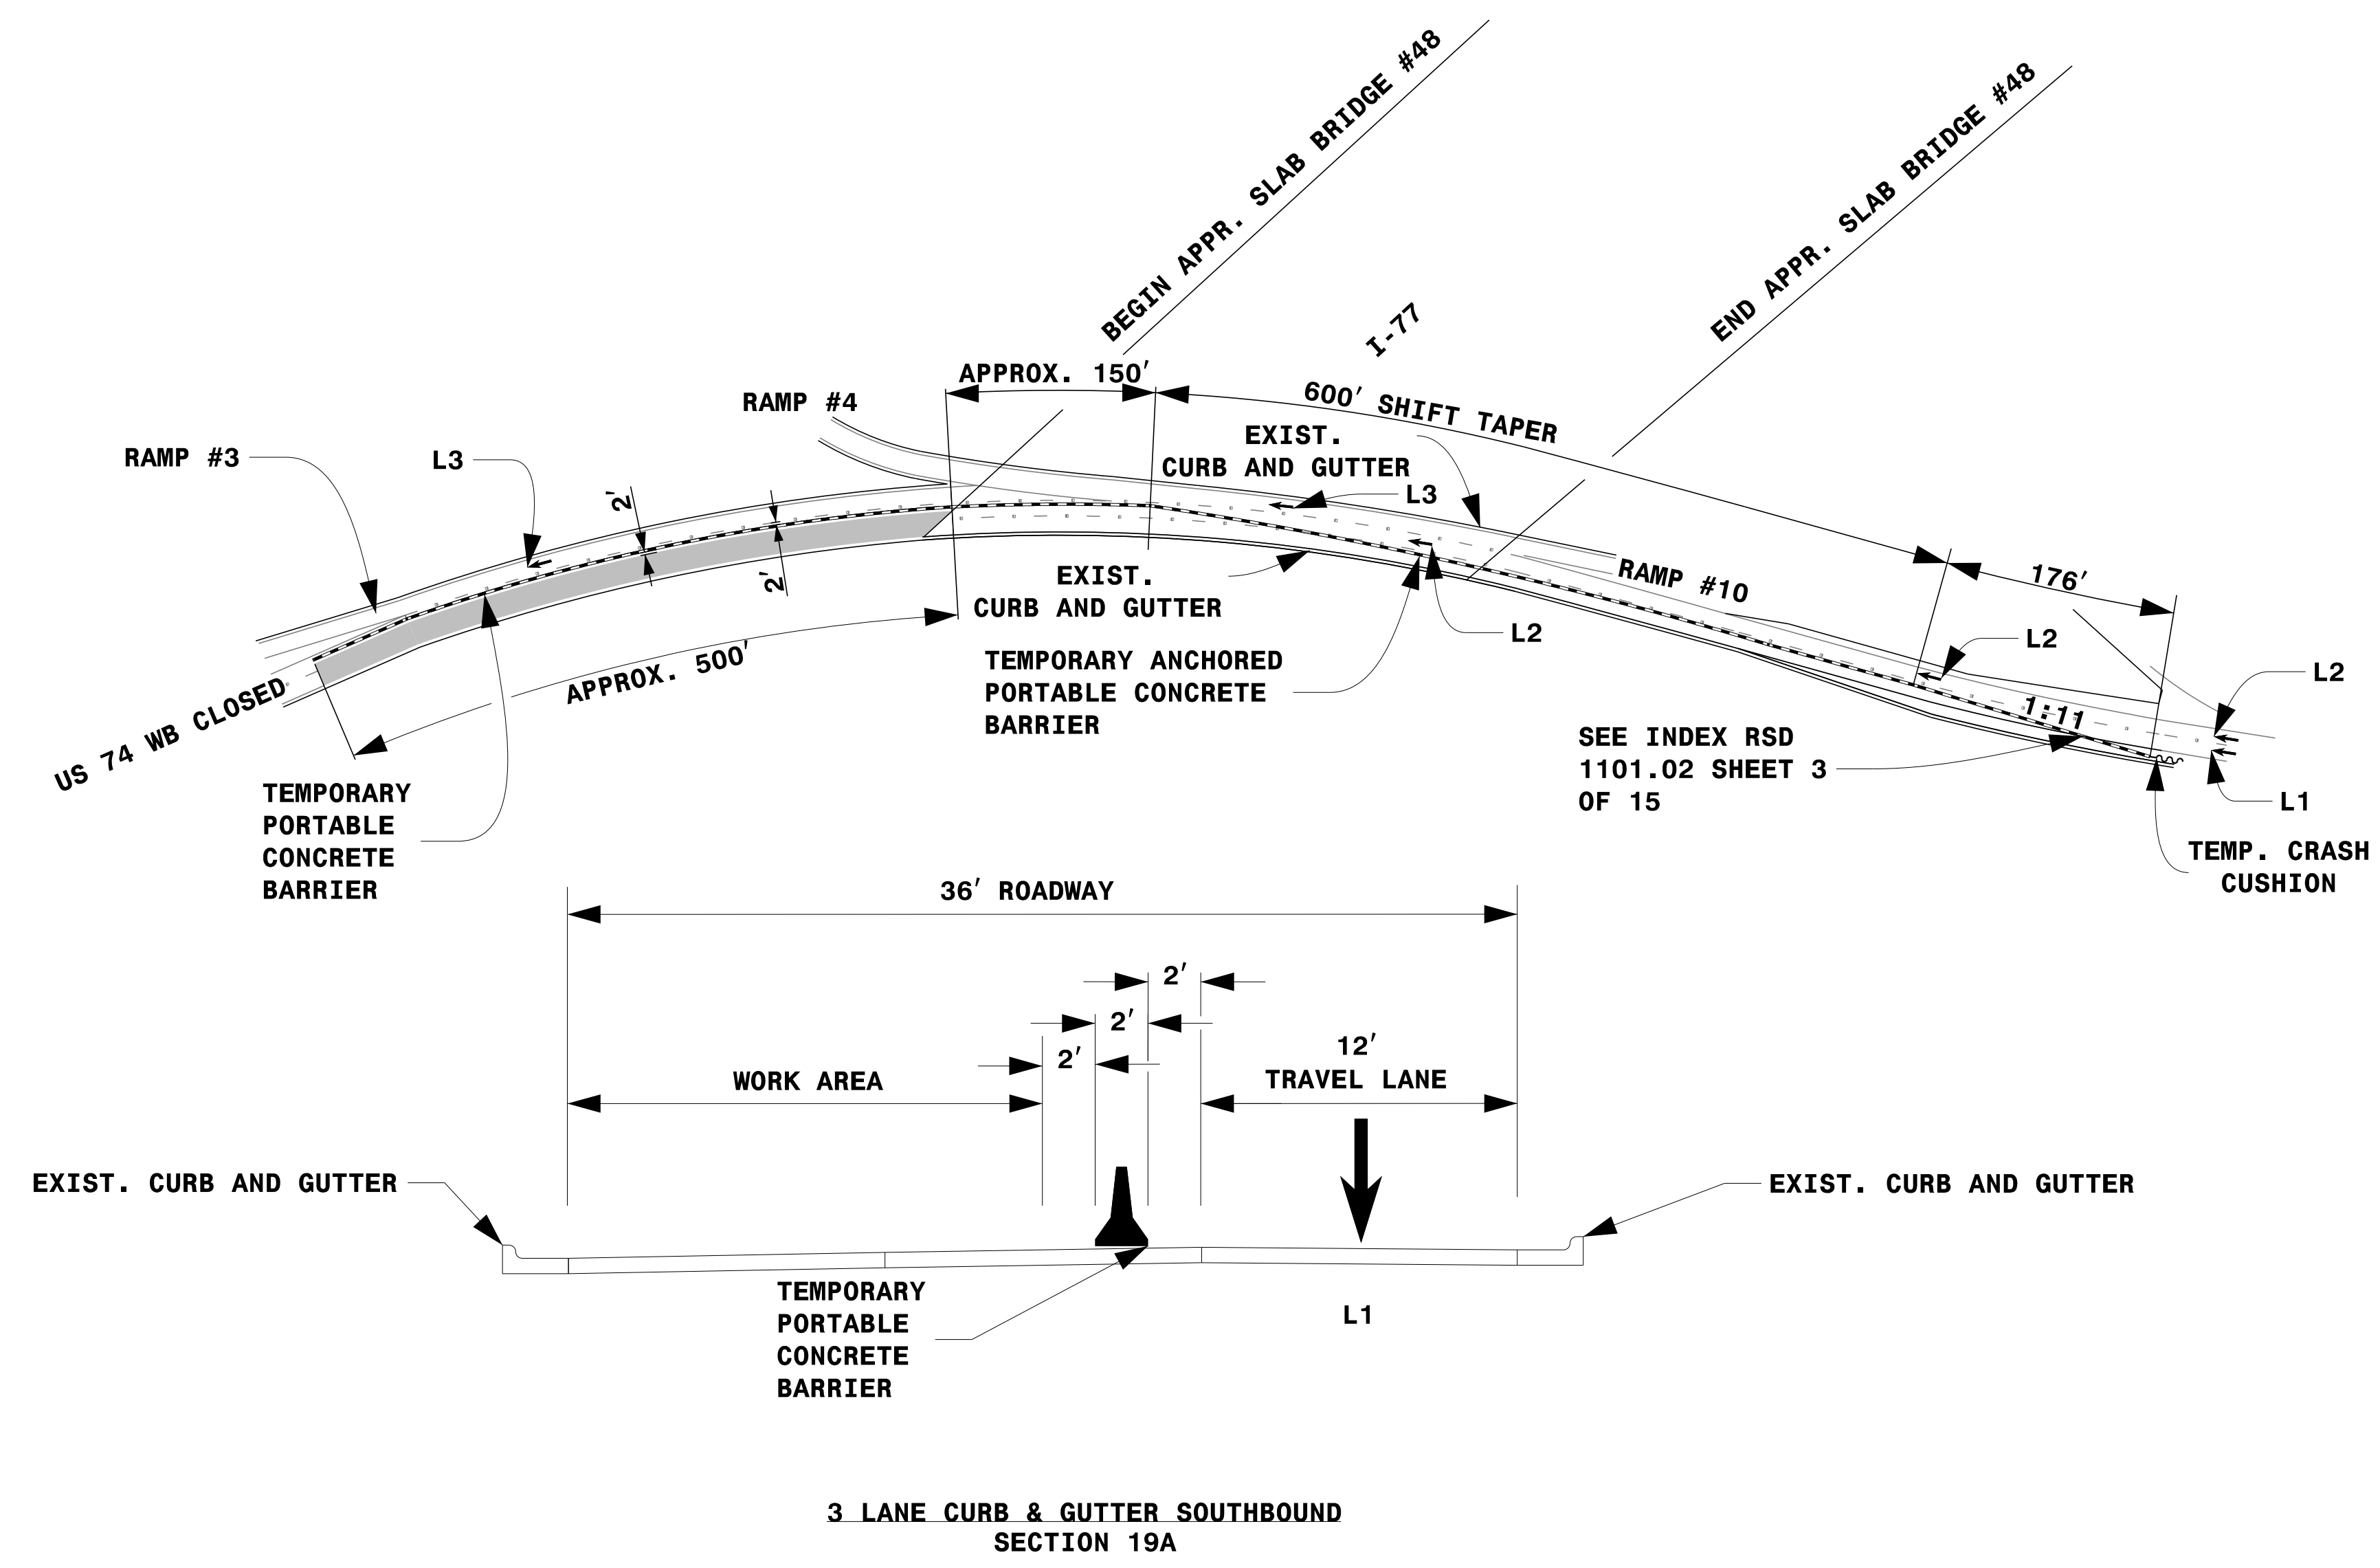 BEGIN APPR. SLAB BRIDGE #48
END APPR. SLAB BRIDGE #48
I-77
APPROX. 150'
600' SHIFT TAPER
RAMP #4
RAMP #3
L3
2'
2'
EXIST.
CURB AND GUTTER
L3
RAMP #10
176'
EXIST.
CURB AND GUTTER
L2
L2
L2
TEMPORARY ANCHORED
PORTABLE CONCRETE
BARRIER
APPROX. 500'
US 74 WB CLOSED
1:11
SEE INDEX RSD
1101.02 SHEET 3
OF 15
L1
TEMPORARY
PORTABLE
CONCRETE
BARRIER
TEMP. CRASH
CUSHION
36' ROADWAY
2'
2'
2'
12'
TRAVEL LANE
WORK AREA
EXIST. CURB AND GUTTER
EXIST. CURB AND GUTTER
TEMPORARY
PORTABLE
CONCRETE
BARRIER
L1
3 LANE CURB & GUTTER SOUTHBOUND
SECTION 19A